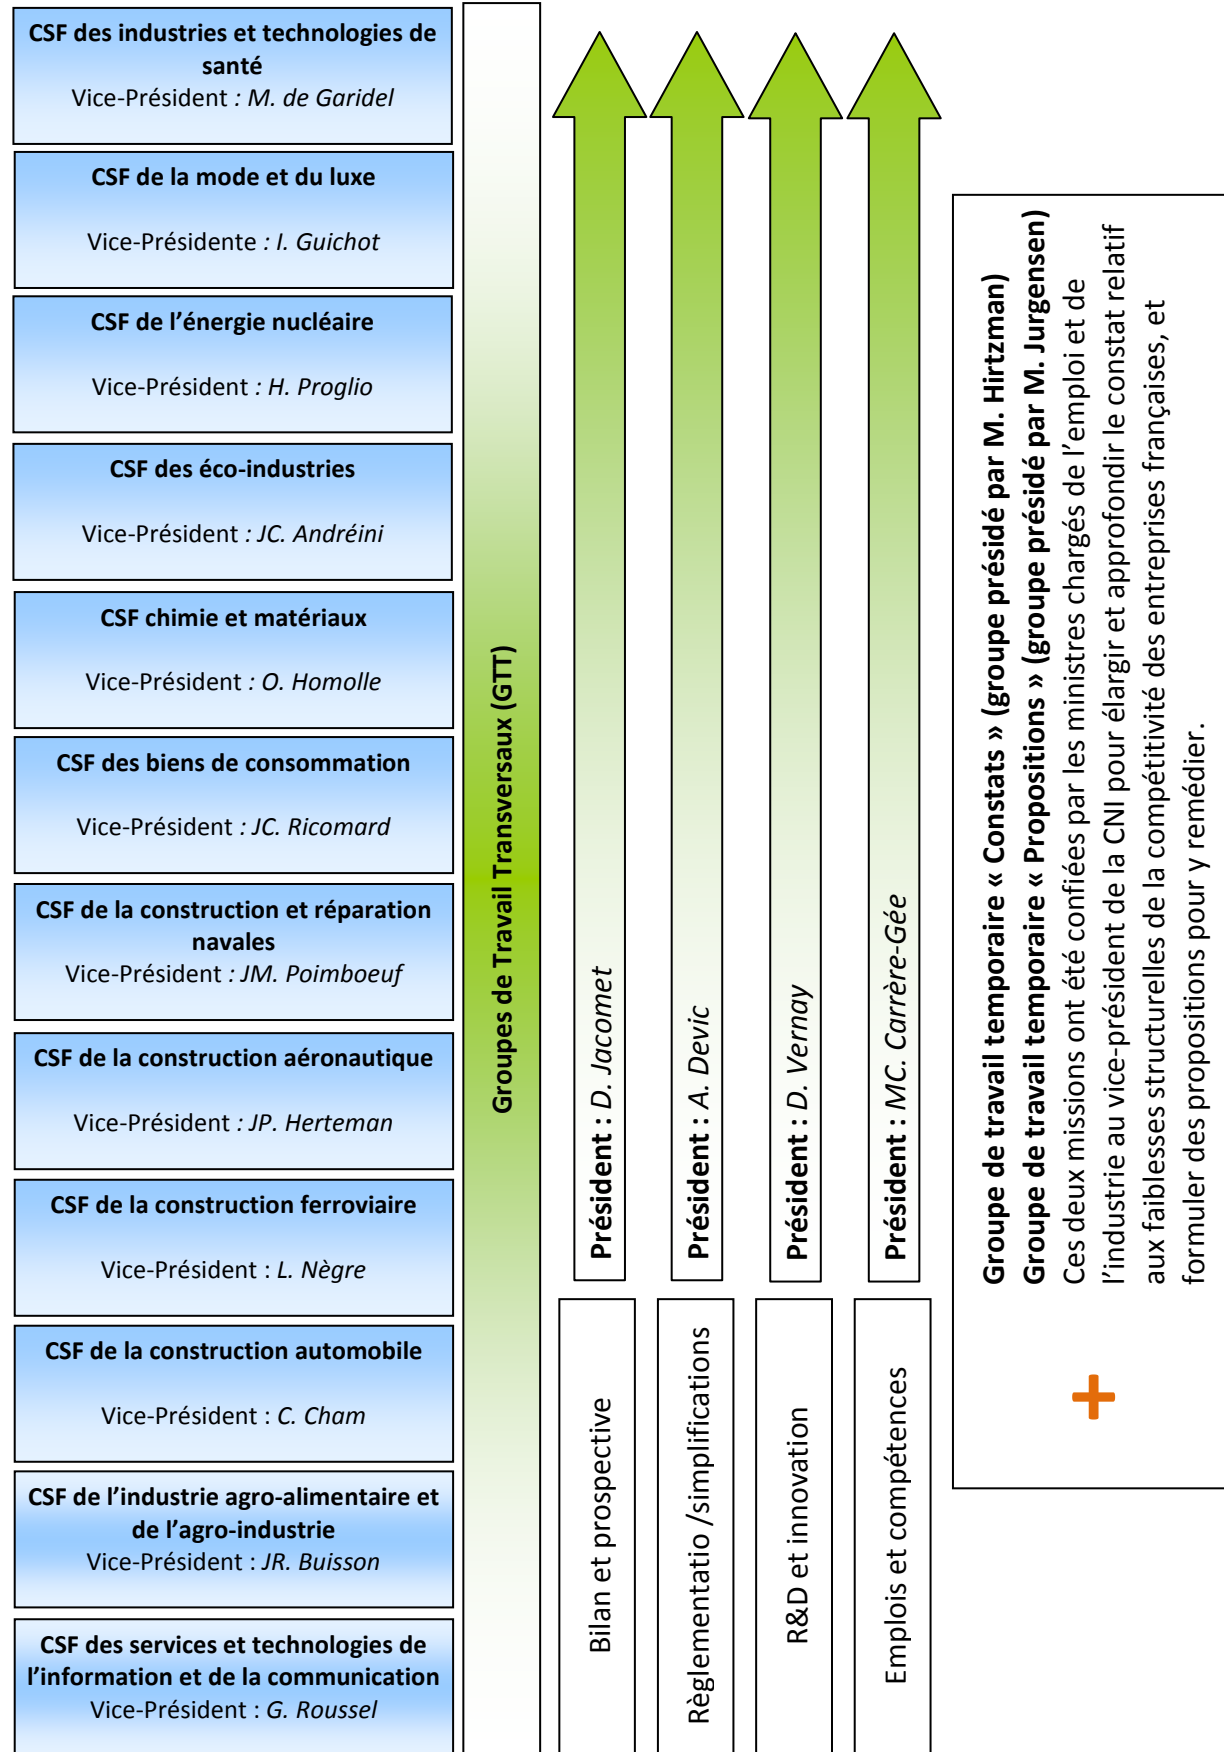 CSF des industries et technologies de
santé
Vice-Président : M. de Garidel
CSF de la mode et du luxe
Vice-Présidente : I. Guichot
CSF de l’énergie nucléaire
Vice-Président : H. Proglio
CSF des éco-industries
Vice-Président : JC. Andréini
CSF chimie et matériaux
Vice-Président : O. Homolle
CSF des biens de consommation
Vice-Président : JC. Ricomard
CSF de la construction et réparation
navales
Vice-Président : JM. Poimboeuf
CSF de la construction aéronautique
Vice-Président : JP. Herteman
CSF de la construction ferroviaire
Vice-Président : L. Nègre
CSF de la construction automobile
Vice-Président : C. Cham
CSF de l’industrie agro-alimentaire et
de l’agro-industrie
Vice-Président : JR. Buisson
CSF des services et technologies de
l’information et de la communication
Vice-Président : G. Roussel
Groupes de Travail Transversaux (GTT)
Bilan et prospective
Président : D. Jacomet
Règlementatio /simplifications
Président : A. Devic
R&D et innovation
Président : D. Vernay
Emplois et compétences
Président : MC. Carrère-Gée
+
Groupe de travail temporaire « Constats » (groupe présidé par M. Hirtzman)
Groupe de travail temporaire « Propositions » (groupe présidé par M. Jurgensen)
Ces deux missions ont été confiées par les ministres chargés de l’emploi et de
l’industrie au vice-président de la CNI pour élargir et approfondir le constat relatif
aux faiblesses structurelles de la compétitivité des entreprises françaises, et
formuler des propositions pour y remédier.